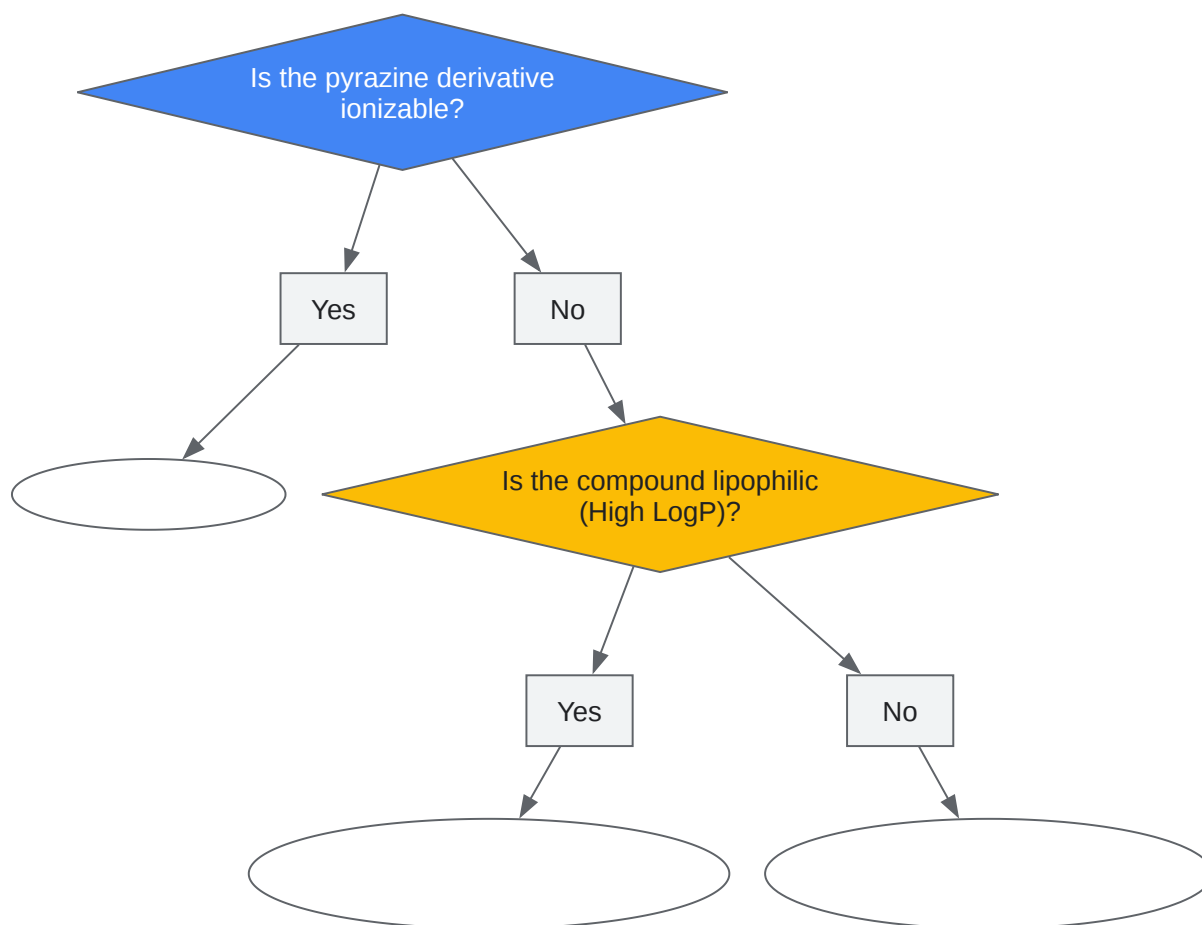 Is the pyrazine derivative
ionizable?
Yes
No
Is the compound lipophilic
(High LogP)?
Yes
No